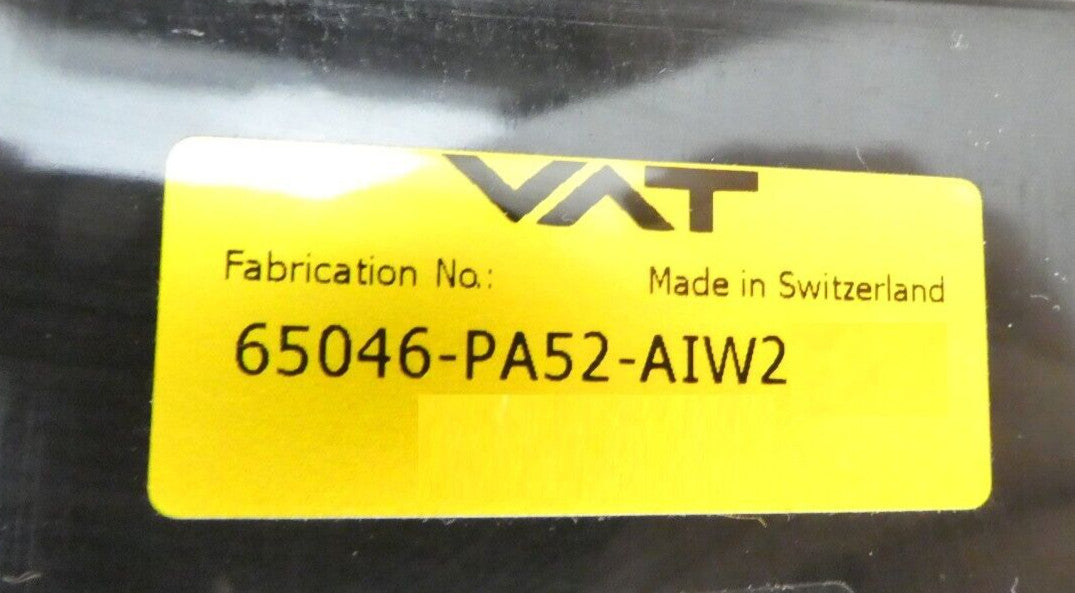 VAT
Fabrication No.: Made in Switzerland
65046-PA52-AIW2